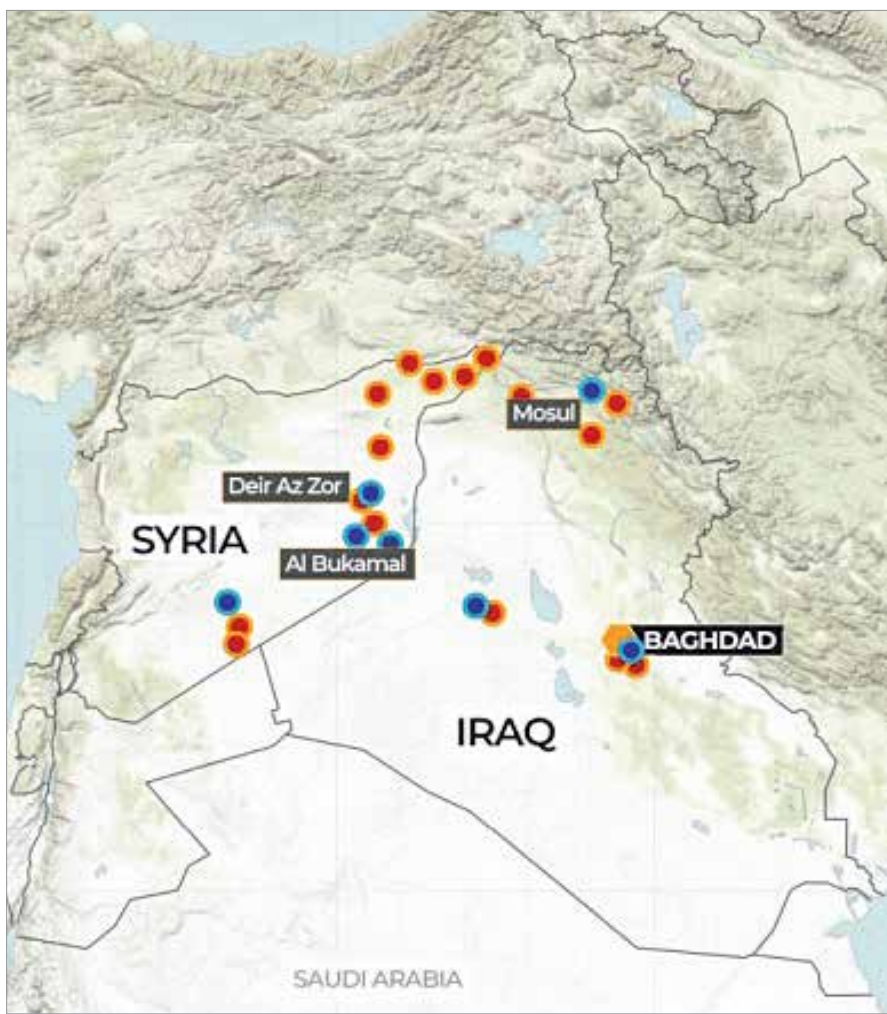 Mosul
Deir Az Zor
SYRIA
Al Bukamal
BAGHDAD
IRAQ
SAUDI ARABIA